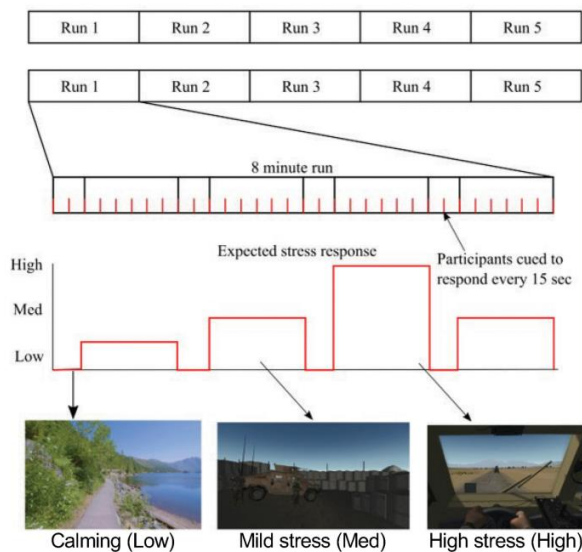 Run 1 Run 2 Run 3 Run 4 Run 5
Run 1 Run 2 Run 3 Run 4 Run 5
8 minute run
Expected stress response
Participants cued to
respond every 15 sec
High
Med
Low
Calming (Low) Mild stress (Med) High stress (High)